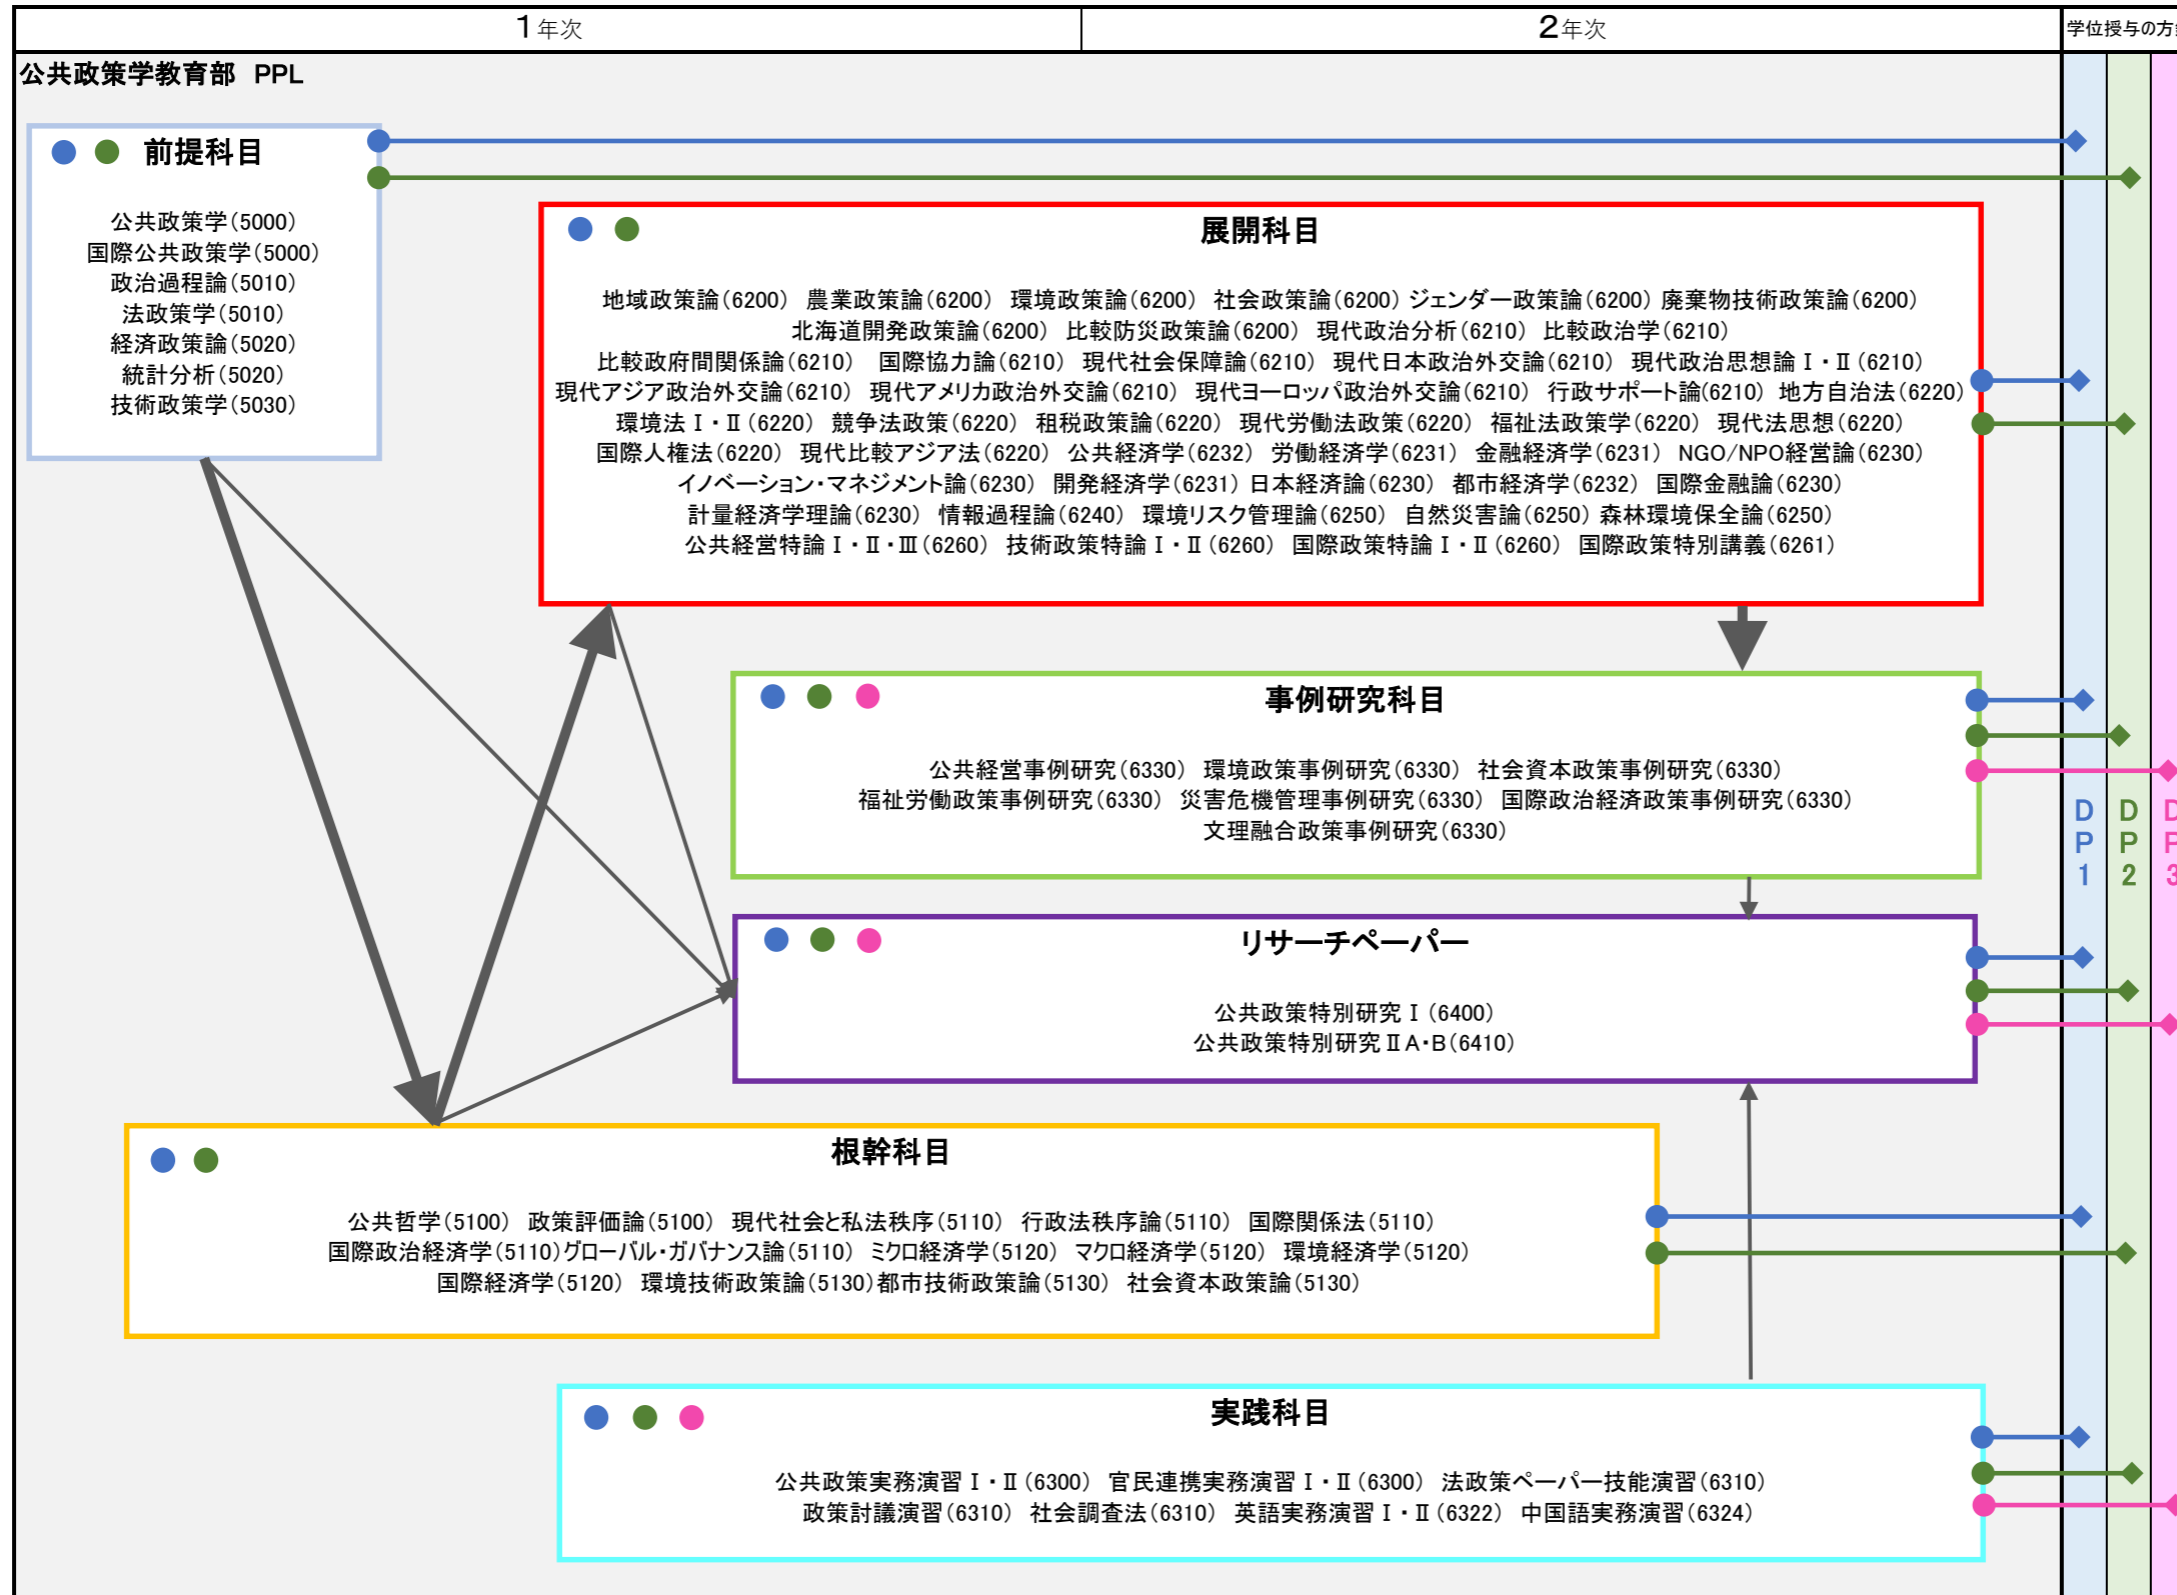 1年次
2年次
学位授与の方
公共政策学教育部 PPL
前提科目
公共政策学(5000)
国際公共政策学(5000)
政治過程論(5010)
法政策学(5010)
経済政策論(5020)
統計分析(5020)
技術政策学(5030)
展開科目
地域政策論(6200) 農業政策論(6200) 環境政策論(6200) 社会政策論(6200) ジェンダー政策論(6200) 廃棄物技術政策論(6200)
北海道開発政策論(6200) 比較防災政策論(6200) 現代政治分析(6210) 比較政治学(6210)
比較政府間関係論(6210) 国際協力論(6210) 現代社会保障論(6210) 現代日本政治外交論(6210) 現代政治思想論Ⅰ・Ⅱ(6210)
現代アジア政治外交論(6210) 現代アメリカ政治外交論(6210) 現代ヨーロッパ政治外交論(6210) 行政サポート論(6210) 地方自治法(6220)
環境法Ⅰ・Ⅱ(6220) 競争法政策(6220) 租税政策論(6220) 現代労働法政策(6220) 福祉法政策学(6220) 現代法思想(6220)
国際人権法(6220) 現代比較アジア法(6220) 公共経済学(6232) 労働経済学(6231) 金融経済学(6231) NGO/NPO経営論(6230)
イノベーション・マネジメント論(6230) 開発経済学(6231) 日本経済論(6230) 都市経済学(6232) 国際金融論(6230)
計量経済学理論(6230) 情報過程論(6240) 環境リスク管理論(6250) 自然災害論(6250) 森林環境保全論(6250)
公共経営特論Ⅰ・Ⅱ・Ⅲ(6260) 技術政策特論Ⅰ・Ⅱ(6260) 国際政策特論Ⅰ・Ⅱ(6260) 国際政策特別講義(6261)
事例研究科目
公共経営事例研究(6330) 環境政策事例研究(6330) 社会資本政策事例研究(6330)
福祉労働政策事例研究(6330) 災害危機管理事例研究(6330) 国際政治経済政策事例研究(6330)
文理融合政策事例研究(6330)
DP1
DP2
DP3
リサーチペーパー
公共政策特別研究Ⅰ(6400)
公共政策特別研究ⅡA・B(6410)
根幹科目
公共哲学(5100) 政策評価論(5100) 現代社会と私法秩序(5110) 行政法秩序論(5110) 国際関係法(5110)
国際政治経済学(5110)グローバル・ガバナンス論(5110) ミクロ経済学(5120) マクロ経済学(5120) 環境経済学(5120)
国際経済学(5120) 環境技術政策論(5130)都市技術政策論(5130) 社会資本政策論(5130)
実践科目
公共政策実務演習Ⅰ・Ⅱ(6300) 官民連携実務演習Ⅰ・Ⅱ(6300) 法政策ペーパー技能演習(6310)
政策討議演習(6310) 社会調査法(6310) 英語実務演習Ⅰ・Ⅱ(6322) 中国語実務演習(6324)